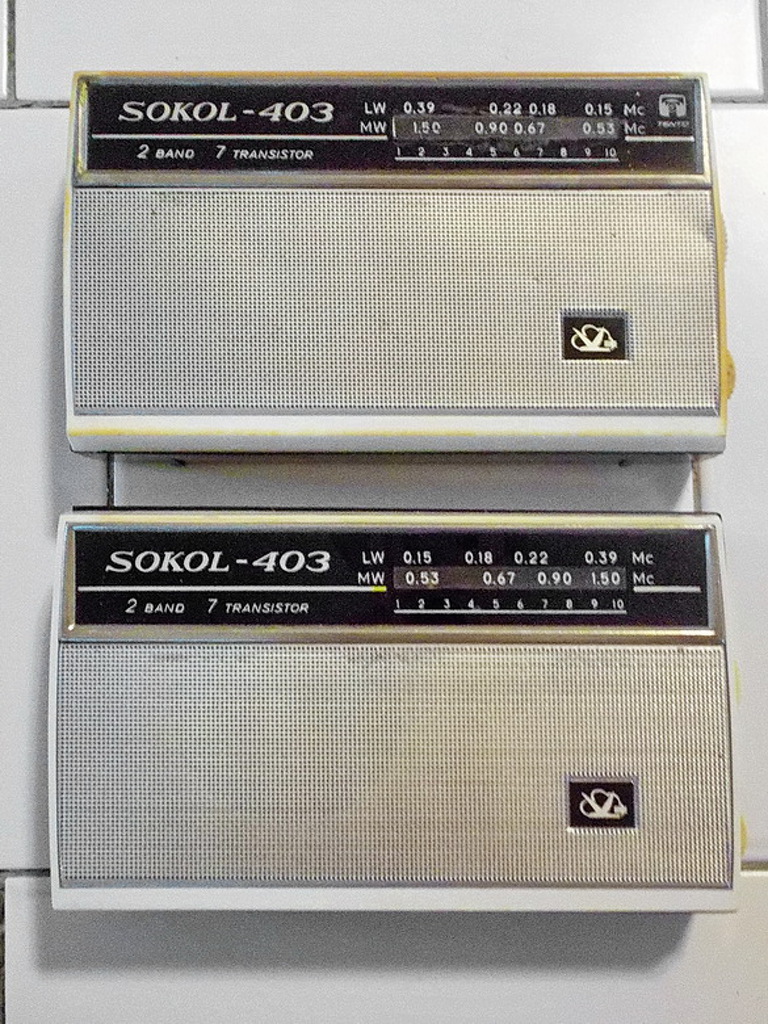 SOKOL-403 LW 0.39 0.22 0.18 0.15 Mc
MW 1.50 0.90 0.67 0.53 Mc TENTO
2 BAND 7 TRANSISTOR 1 2 3 4 5 6 7 8 9 10
SOKOL-403 LW 0.15 0.18 0.22 0.39 Mc
MW 0.53 0.67 0.90 1.50 Mc
2 BAND 7 TRANSISTOR 1 2 3 4 5 6 7 8 9 10